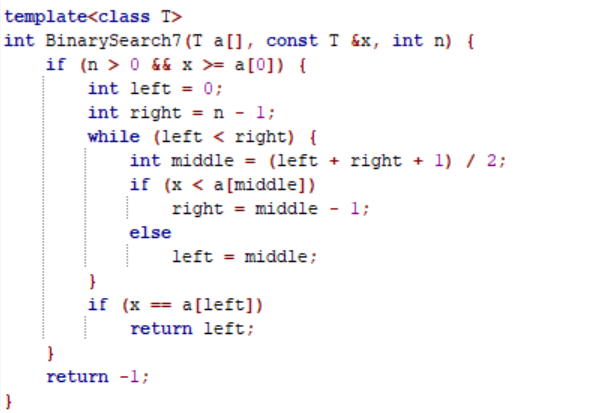 template<class T>
int BinarySearch7(T a[], const T &x, int n) {
    if (n > 0 && x >= a[0]) {
        int left = 0;
        int right = n - 1;
        while (left < right) {
            int middle = (left + right + 1) / 2;
            if (x < a[middle])
                right = middle - 1;
            else
                left = middle;
        }
        if (x == a[left])
            return left;
    }
    return -1;
}